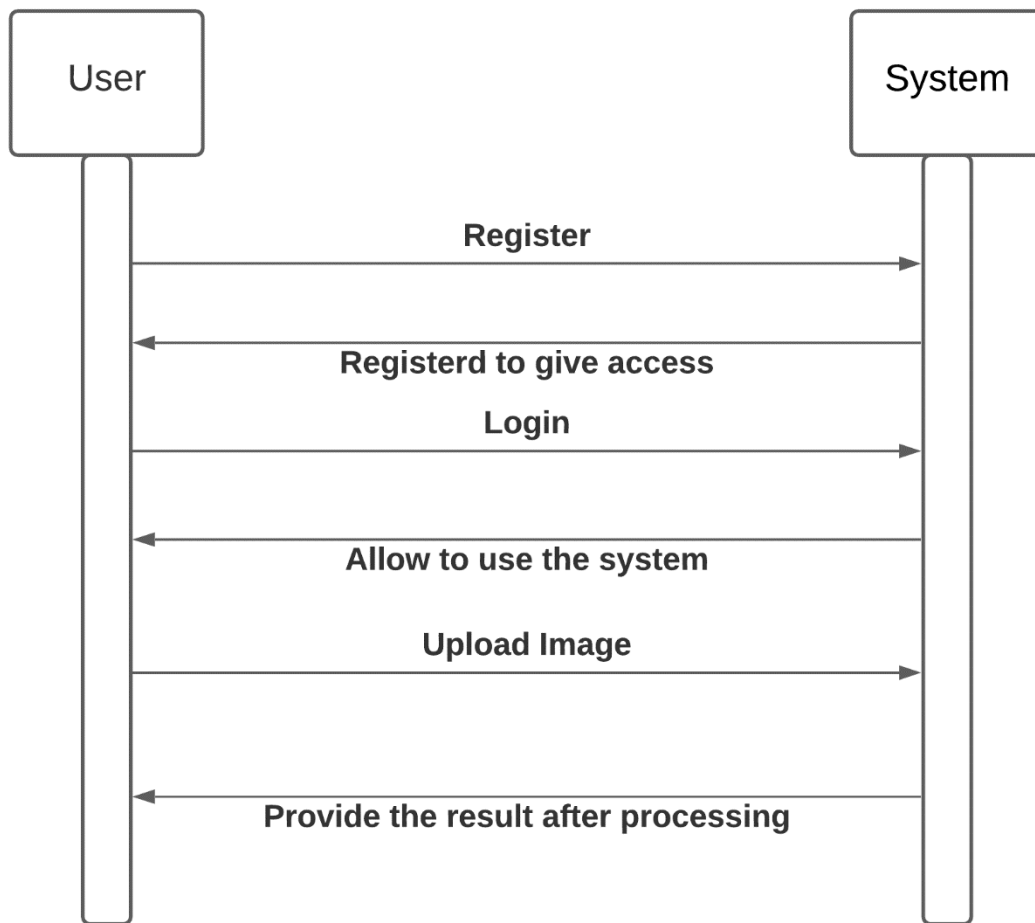 User
System
Register
Registerd to give access
Login
Allow to use the system
Upload Image
Provide the result after processing